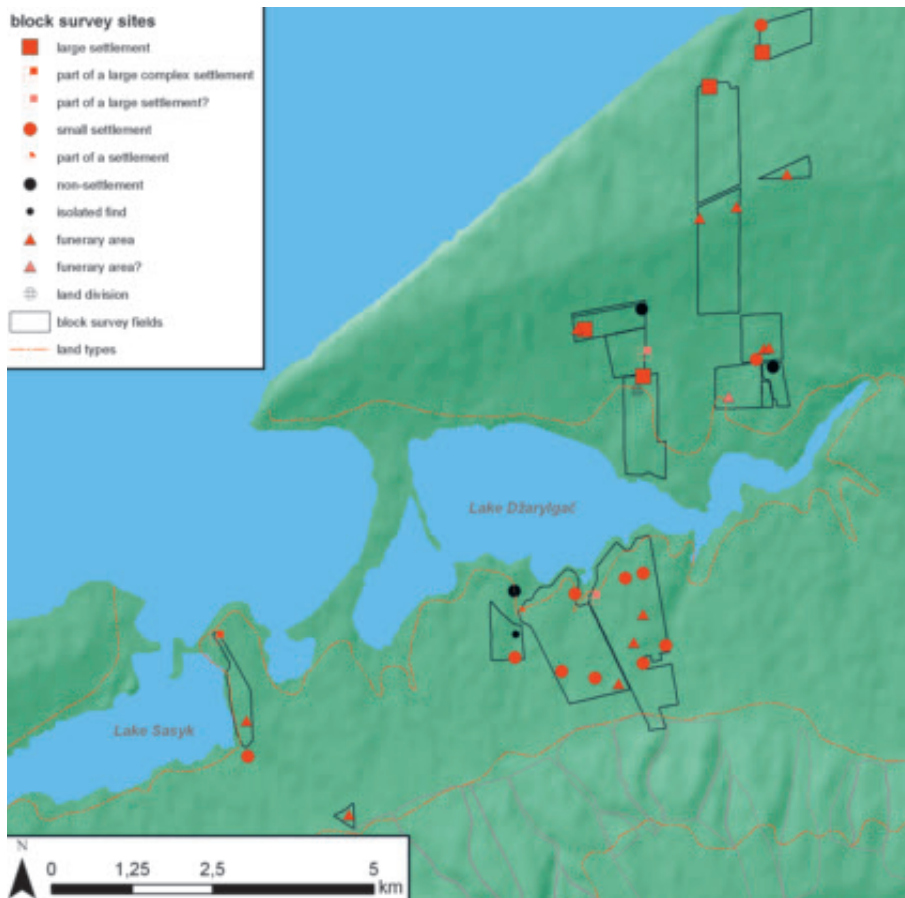 block survey sites
large settlement
part of a large complex settlement
part of a large settlement?
small settlement
part of a settlement
non-settlement
isolated find
funerary area
funerary area?
land division
block survey fields
land types
Lake Džarylgač
Lake Sasyk
N
0 1,25 2,5 5
km